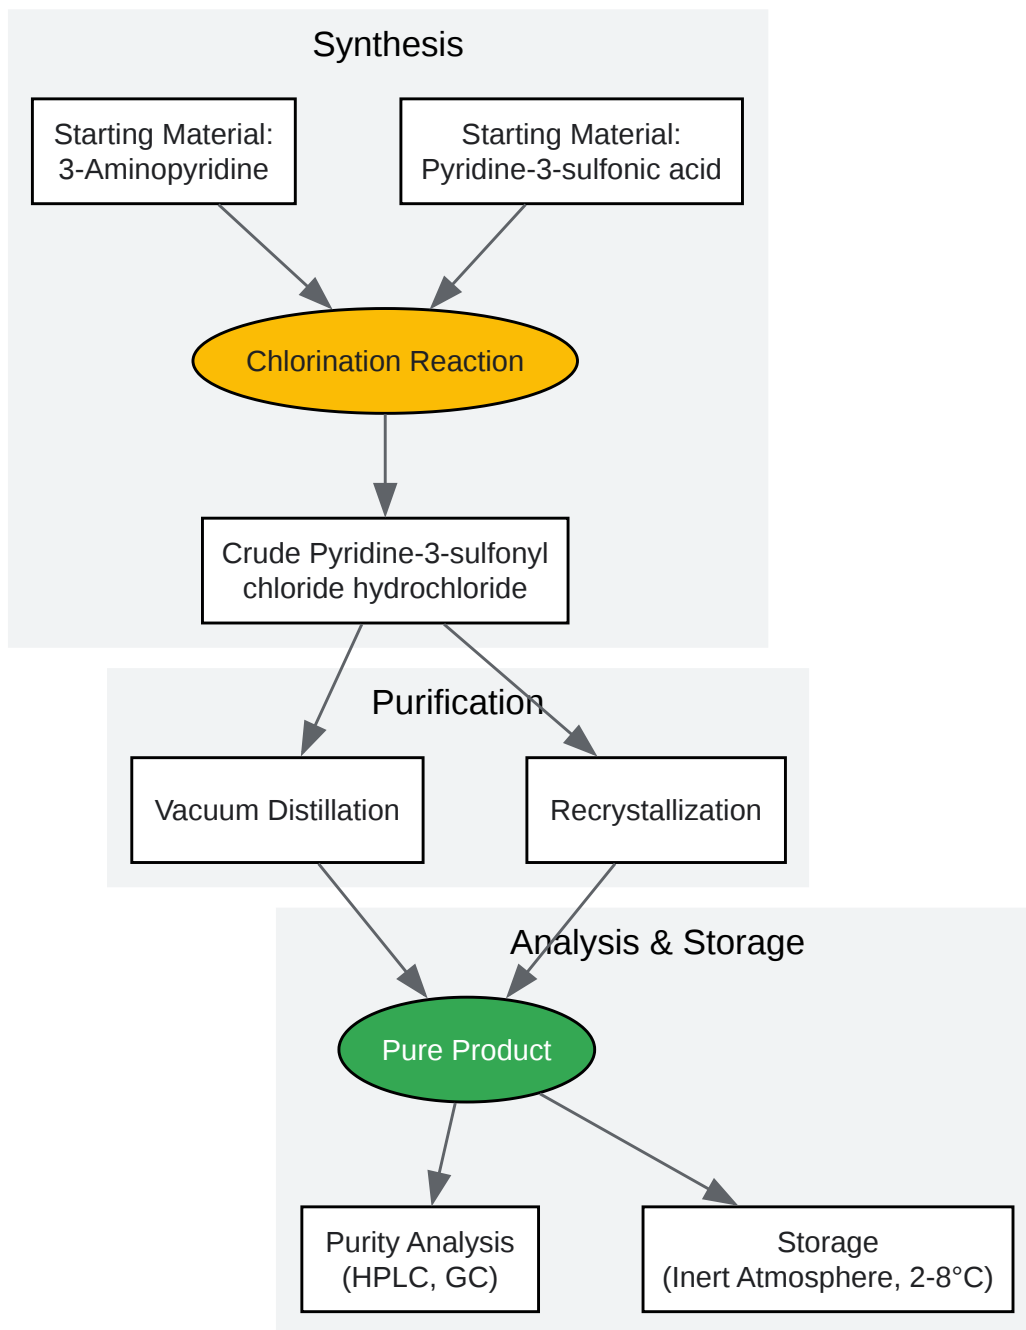 Synthesis
Starting Material:
3-Aminopyridine
Starting Material:
Pyridine-3-sulfonic acid
Chlorination Reaction
Crude Pyridine-3-sulfonyl
chloride hydrochloride
Purification
Vacuum Distillation
Recrystallization
Analysis & Storage
Pure Product
Purity Analysis
(HPLC, GC)
Storage
(Inert Atmosphere, 2-8°C)